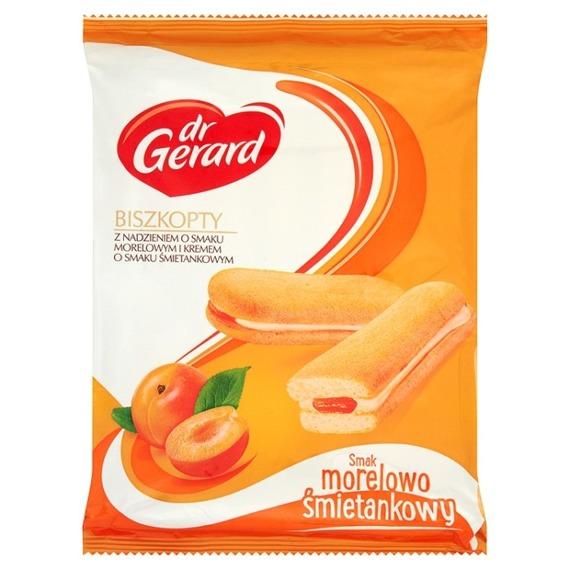 dr
Gerard
BISZKOPTY
Z NADZIENIEM O SMAKU
MORELOWYM I KREMEM
O SMAKU ŚMIETANKOWYM
Smak
morelowo
śmietankowy